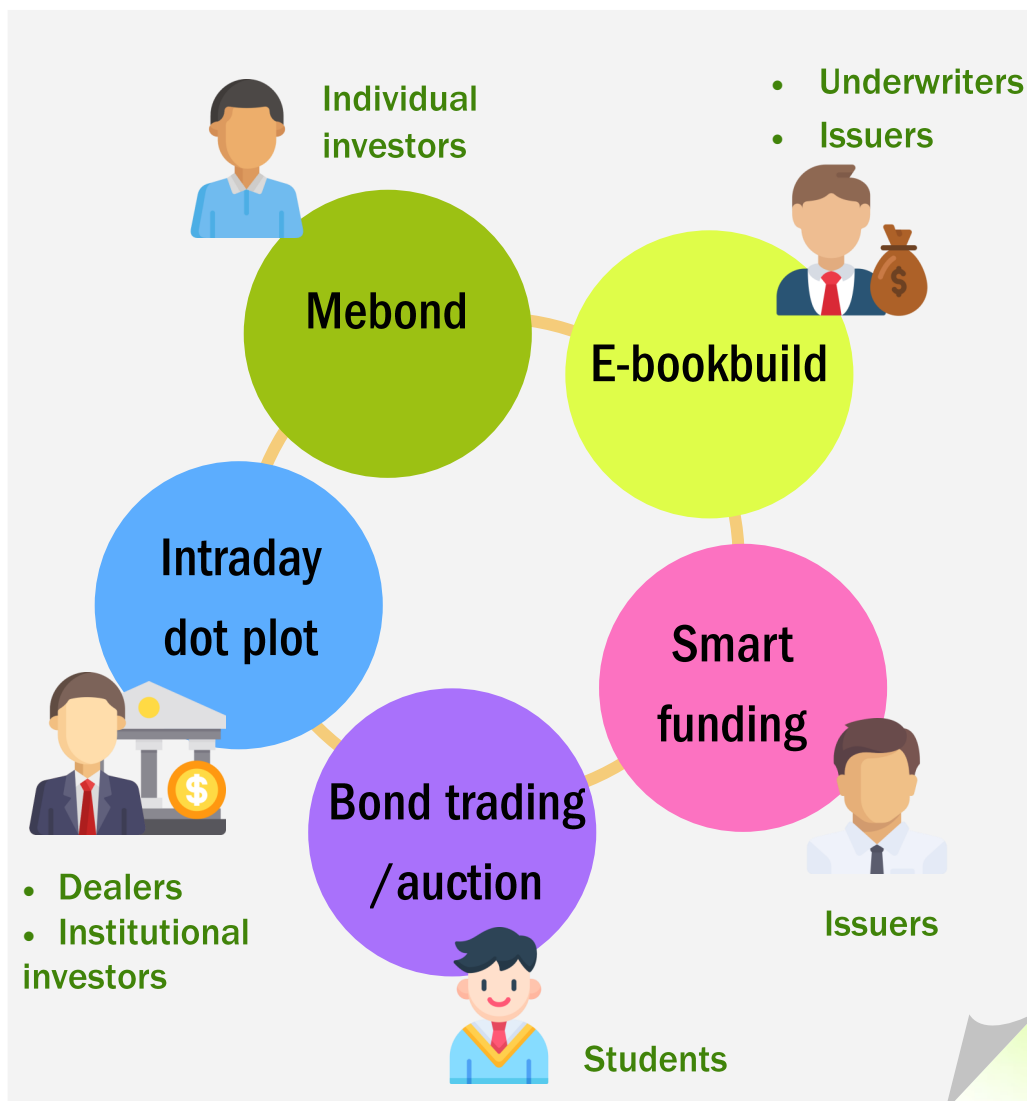 Individual
investors
• Underwriters
• Issuers
Mebond
E-bookbuild
Intraday
dot plot
Smart
funding
Bond trading
/auction
• Dealers
• Institutional
investors
Issuers
Students
$
$